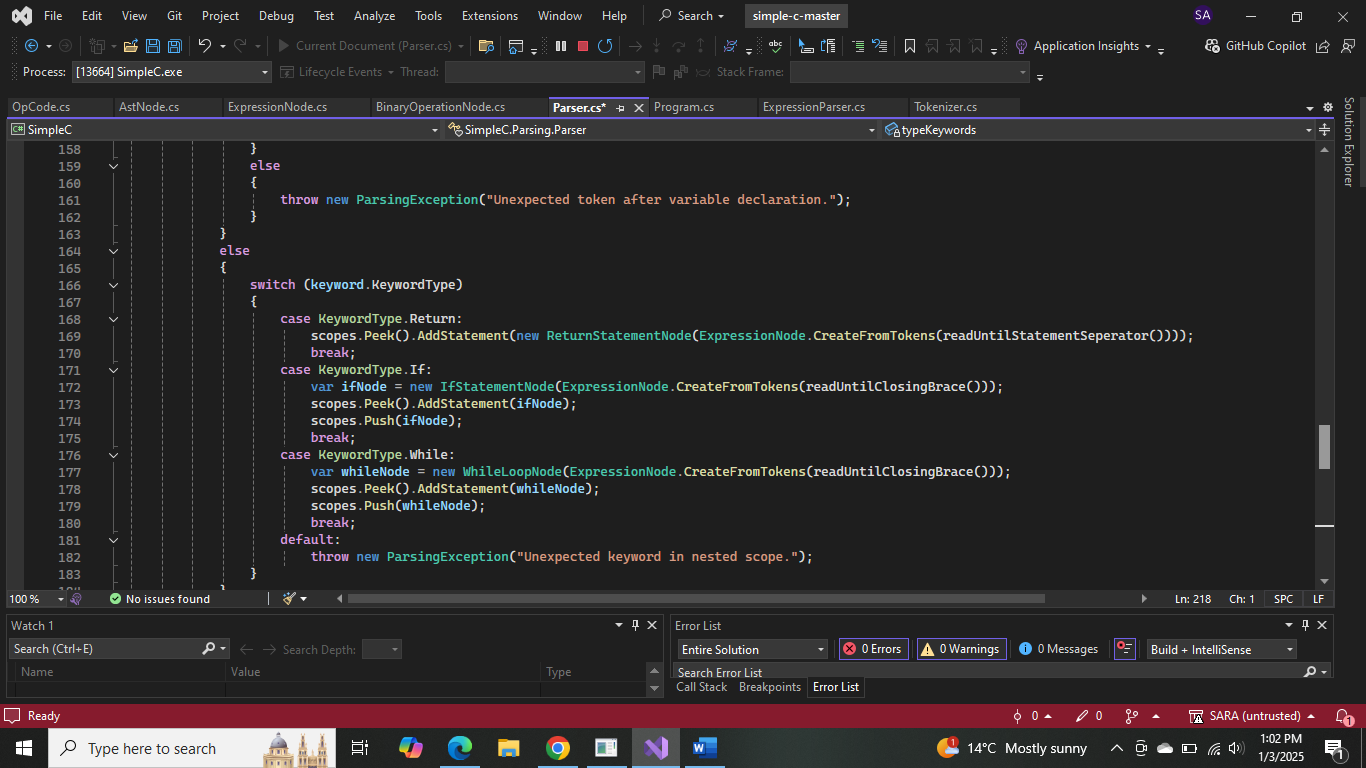 File Edit View Git Project Debug Test Analyze Tools Extensions Window Help Search simple-c-master SA
Current Document (Parser.cs) Application Insights GitHub Copilot
Process: [13664] SimpleC.exe Lifecycle Events Thread: Stack Frame:
OpCode.cs AstNode.cs ExpressionNode.cs BinaryOperationNode.cs Parser.cs* Program.cs ExpressionParser.cs Tokenizer.cs
Solution Explorer
C# SimpleC SimpleC.Parsing.Parser typeKeywords
158 }
159 else
160 {
161 throw new ParsingException("Unexpected token after variable declaration.");
162 }
163 }
164 else
165 {
166 switch (keyword.KeywordType)
167 {
168 case KeywordType.Return:
169 scopes.Peek().AddStatement(new ReturnStatementNode(ExpressionNode.CreateFromTokens(readUntilStatementSeperator())));
170 break;
171 case KeywordType.If:
172 var ifNode = new IfStatementNode(ExpressionNode.CreateFromTokens(readUntilClosingBrace()));
173 scopes.Peek().AddStatement(ifNode);
174 scopes.Push(ifNode);
175 break;
176 case KeywordType.While:
177 var whileNode = new WhileLoopNode(ExpressionNode.CreateFromTokens(readUntilClosingBrace()));
178 scopes.Peek().AddStatement(whileNode);
179 scopes.Push(whileNode);
180 break;
181 default:
182 throw new ParsingException("Unexpected keyword in nested scope.");
183 }
100 % No issues found Ln: 218 Ch: 1 SPC LF
Watch 1
Search (Ctrl+E) Search Depth:
Name Value Type
Error List
Entire Solution 0 Errors 0 Warnings 0 Messages Build + IntelliSense
Search Error List
Call Stack Breakpoints Error List
Ready 0 0 SARA (untrusted) 1
Type here to search 1 14°C Mostly sunny 1:02 PM
1/3/2025 1